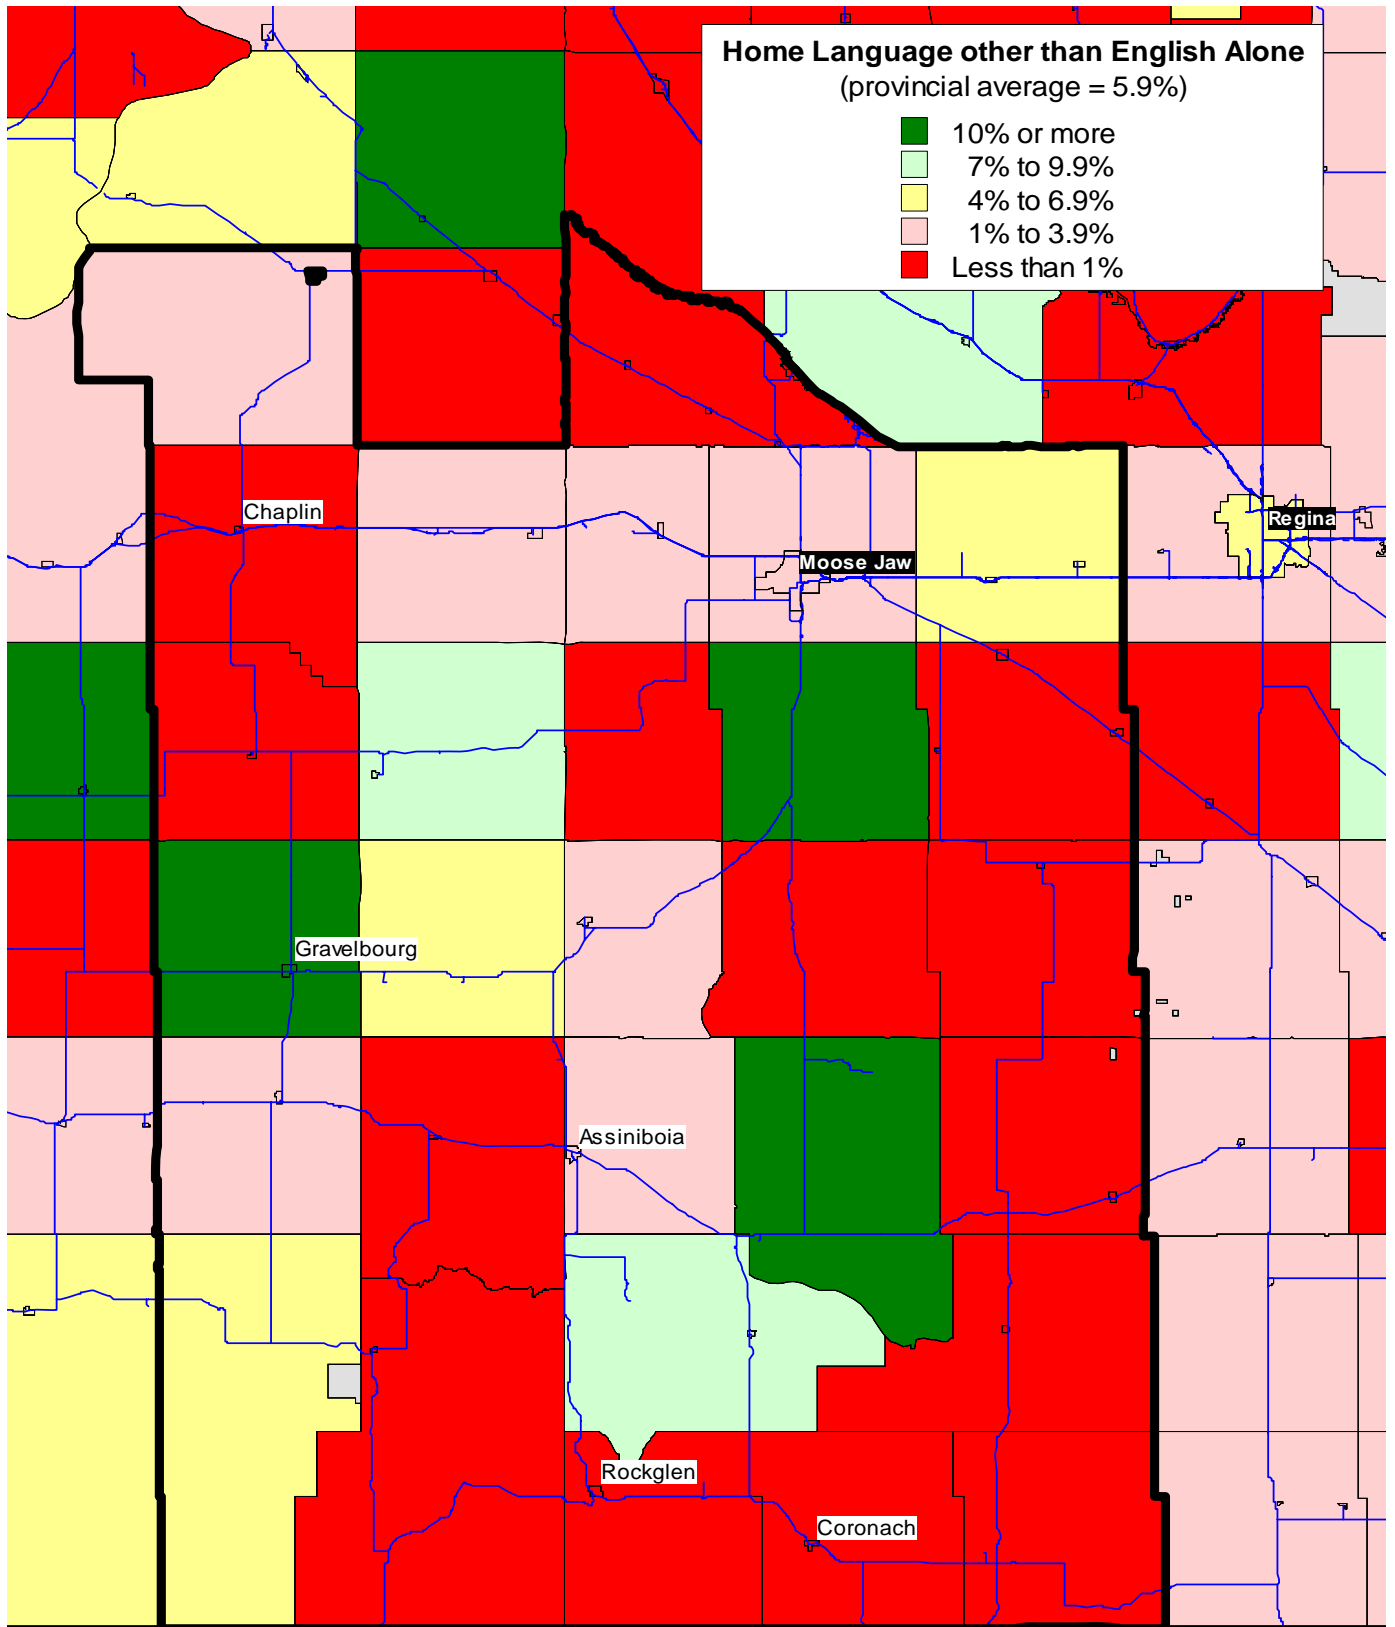 Home Language other than English Alone
(provincial average = 5.9%)
10% or more
7% to 9.9%
4% to 6.9%
1% to 3.9%
Less than 1%
Chaplin
Regina
Moose Jaw
Gravelbourg
Assiniboia
Rockglen
Coronach